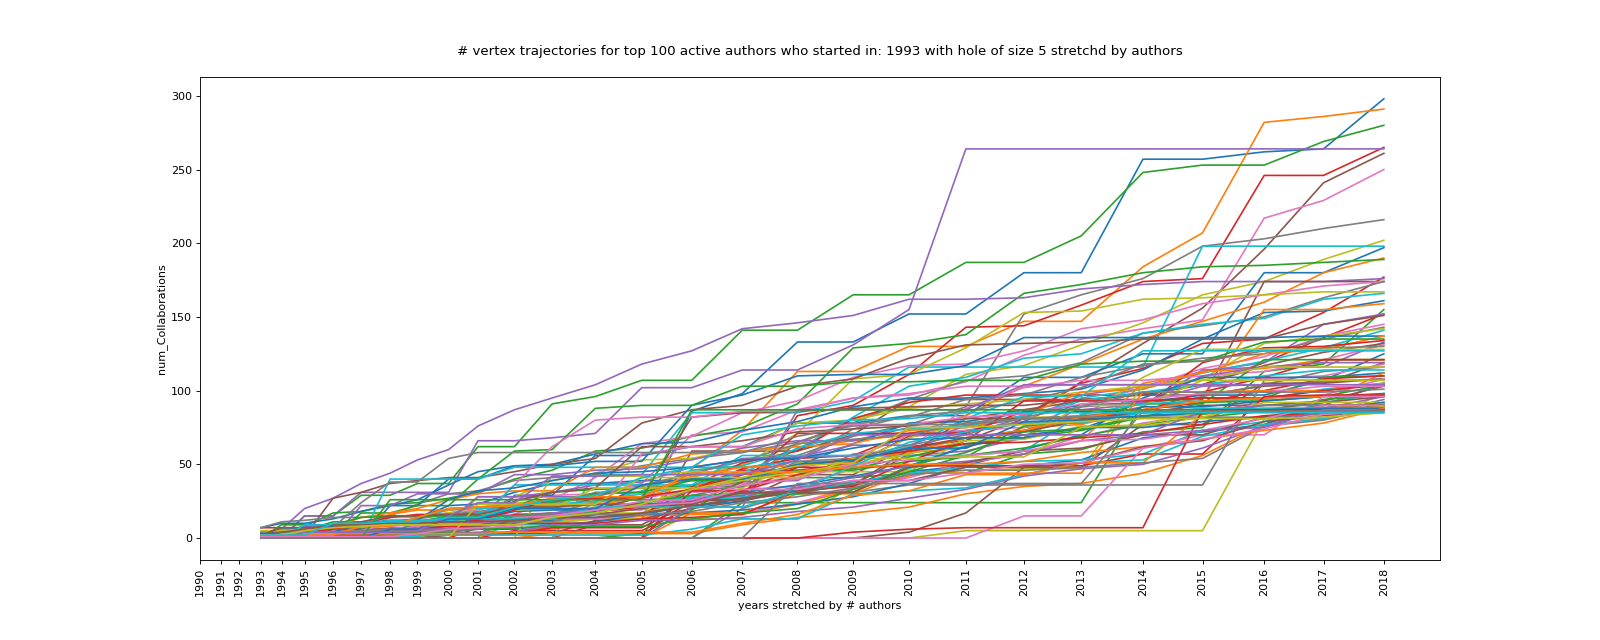 # vertex trajectories for top 100 active authors who started in: 1993 with hole of size 5 stretchd by authors
num_Collaborations
300
250
200
150
100
50
0
1990 1991 1992 1993 1994 1995 1996 1997 1998 1999 2000 2001 2002 2003 2004 2005 2006 2007 2008 2009 2010 2011 2012 2013 2014 2015 2016 2017 2018
years stretched by # authors